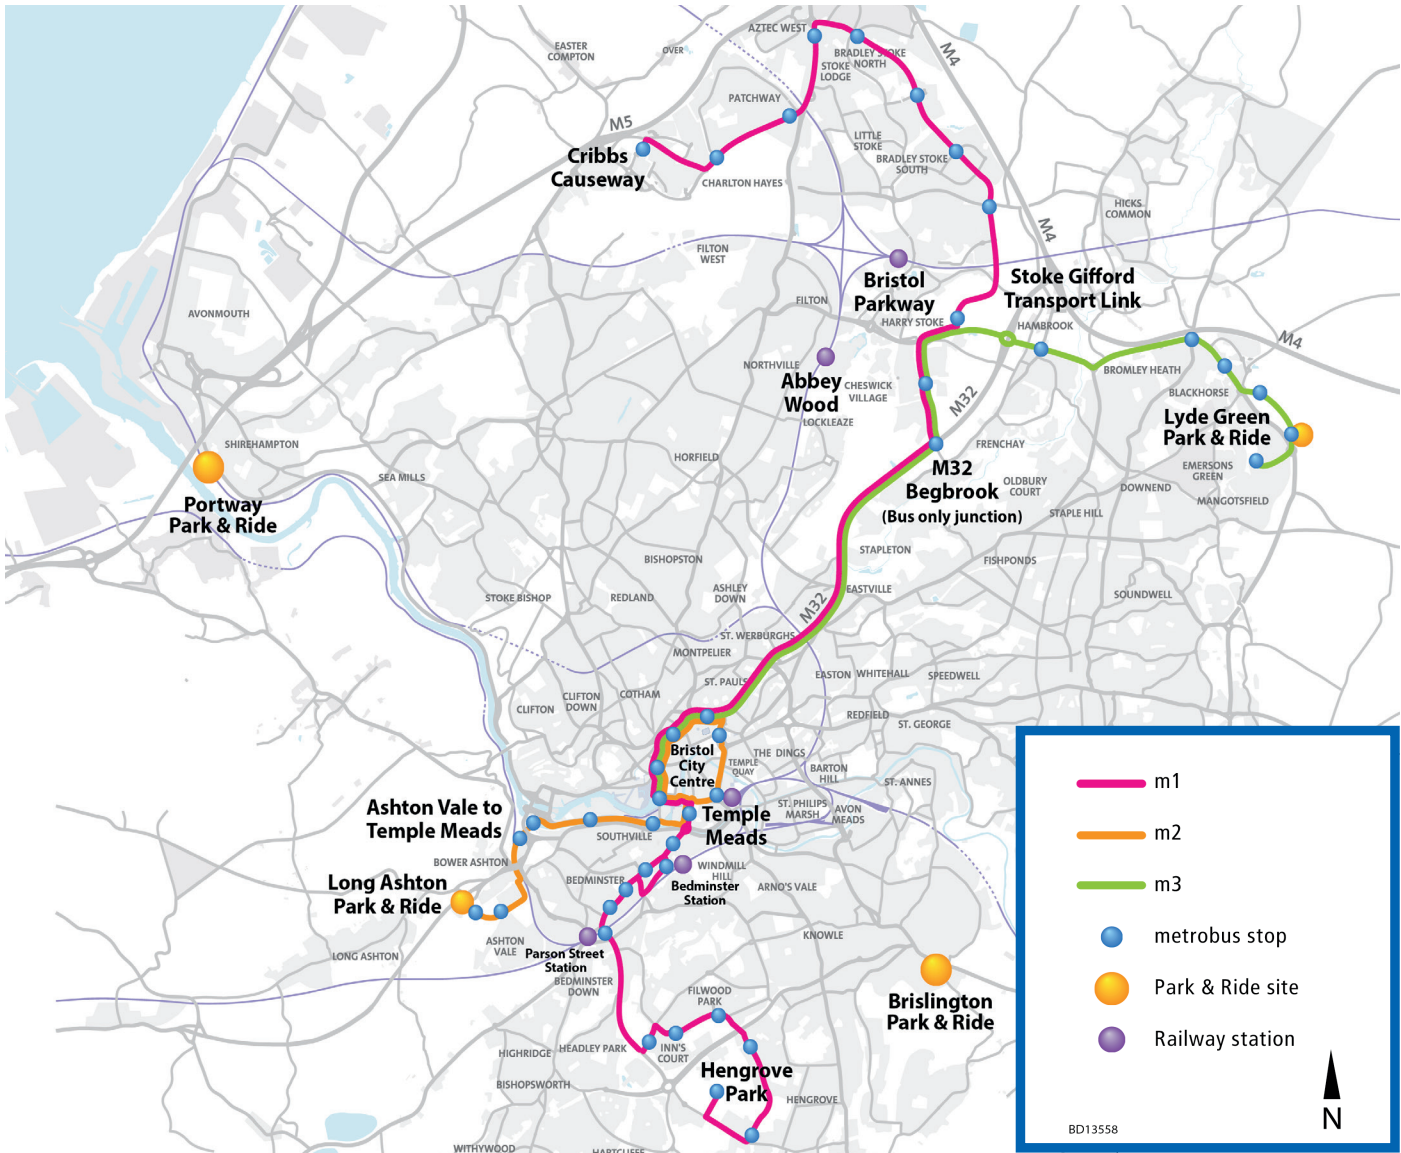 AZTEC WEST
EASTER
COMPTON
OVER
BRADLEY STOKE
NORTH
STOKE
LODGE
M4
PATCHWAY
M5
LITTLE
STOKE
BRADLEY STOKE
SOUTH
Cribbs
Causeway
CHARLTON HAYES
HICKS
COMMON
M4
FILTON
WEST
Bristol
Parkway
Stoke Gifford
Transport Link
AVONMOUTH
FILTON
HARRY STOKE
HAMBROOK
M4
NORTHVILLE
Abbey
Wood
CHESWICK
VILLAGE
M32
BROMLEY HEATH
BLACKHORSE
LOCKLEAZE
Lyde Green
Park & Ride
SHIREHAMPTON
FRENCHAY
HORFIELD
SEA MILLS
M32
Begbrook
(Bus only junction)
OLDBURY
COURT
EMERSONS
GREEN
DOWNEND
MANGOTSFIELD
Portway
Park & Ride
STAPLE HILL
STAPLETON
BISHOPSTON
FISHPONDS
ASHLEY
DOWN
EASTVILLE
STOKE BISHOP
REDLAND
M32
SOUNDWELL
ST. WERBURGHS
MONTPELIER
EASTON
WHITEHALL
SPEEDWELL
ST. PAULS
CLIFTON
DOWN
COTHAM
CLIFTON
REDFIELD
ST. GEORGE
Bristol
City
Centre
THE DINGS
TEMPLE
QUAY
BARTON
HILL
ST. ANNES
Ashton Vale to
Temple Meads
Temple
Meads
ST. PHILIPS
MARSH
AVON
MEADS
SOUTHVILLE
BOWER ASHTON
Long Ashton
Park & Ride
BEDMINSTER
WINDMILL
HILL
Bedminster
Station
ARNO'S VALE
KNOWLE
LONG ASHTON
ASHTON
VALE
Parson Street
Station
BEDMINSTER
DOWN
FILWOOD
PARK
Brislington
Park & Ride
HIGHRIDGE
HEADLEY PARK
INN'S
COURT
BISHOPSWORTH
Hengrove
Park
HENGROVE
WITHYWOOD
HARTCLIFFE
m1
m2
m3
metrobus stop
Park & Ride site
Railway station
N
BD13558